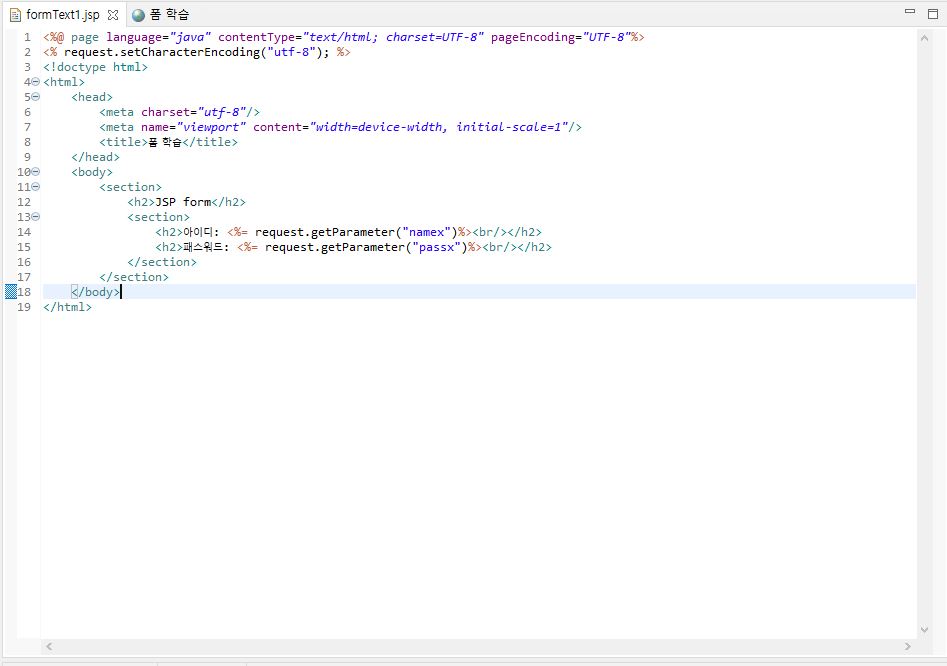 formText1.jsp 폼 학습
1 <%@ page language="java" contentType="text/html; charset=UTF-8" pageEncoding="UTF-8"%>
2 <% request.setCharacterEncoding("utf-8"); %>
3 <!doctype html>
4 <html>
5 <head>
6 <meta charset="utf-8"/>
7 <meta name="viewport" content="width=device-width, initial-scale=1"/>
8 <title>폼 학습</title>
9 </head>
10 <body>
11 <section>
12 <h2>JSP form</h2>
13 <section>
14 <h2>아이디: <%= request.getParameter("namex")%><br/></h2>
15 <h2>패스워드: <%= request.getParameter("passx")%><br/></h2>
16 </section>
17 </section>
18 </body>
19 </html>